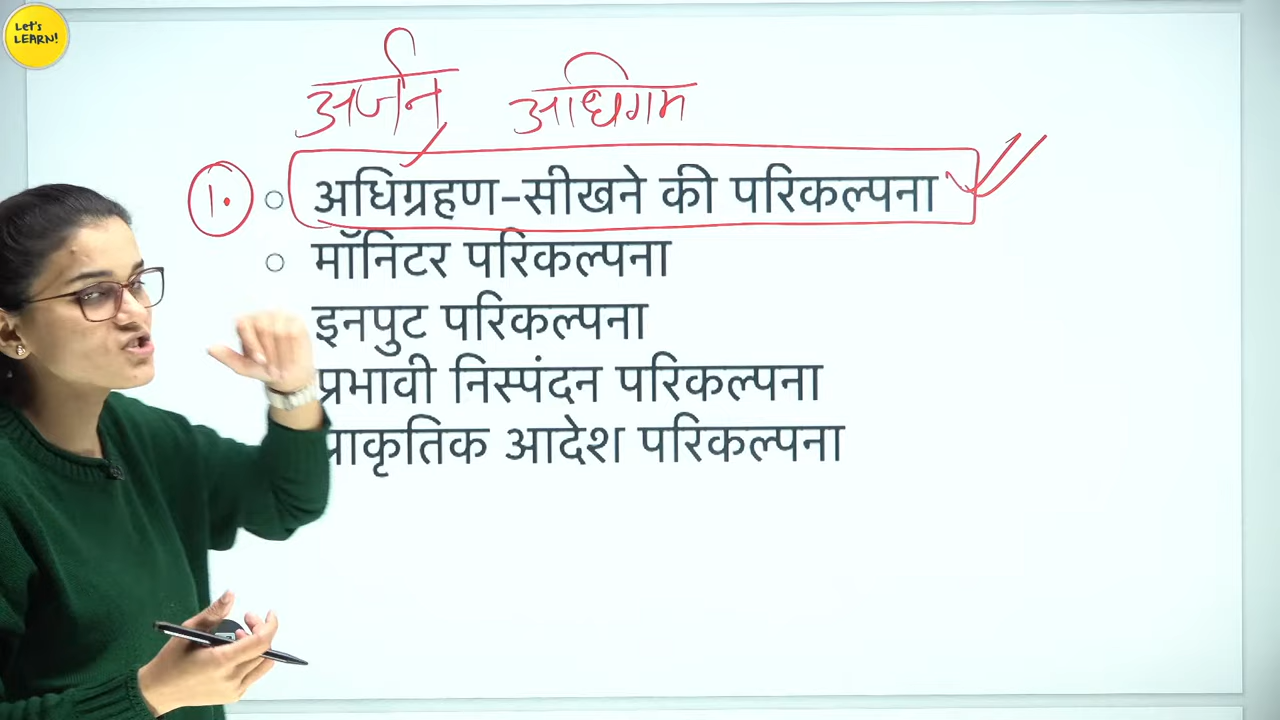 Let's
LEARN!
अर्जन अधिगम
1. अधिग्रहण-सीखने की परिकल्पना
मॉनिटर परिकल्पना
इनपुट परिकल्पना
प्रभावी निस्पंदन परिकल्पना
प्राकृतिक आदेश परिकल्पना